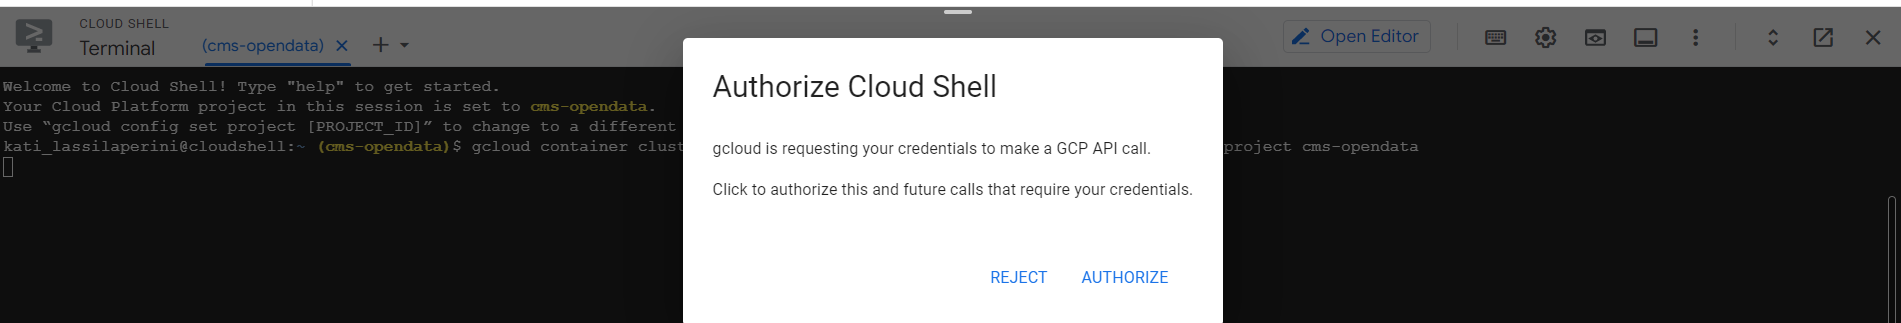 CLOUD SHELL
Terminal
(cms-opendata)
Open Editor
Welcome to Cloud Shell! Type "help" to get started.
Your Cloud Platform project in this session is set to cms-opendata.
Use “gcloud config set project [PROJECT_ID]” to change to a different
kati_lassilaperini@cloudshell:~ (cms-opendata)$ gcloud container clust
project cms-opendata
Authorize Cloud Shell
gcloud is requesting your credentials to make a GCP API call.
Click to authorize this and future calls that require your credentials.
REJECT AUTHORIZE